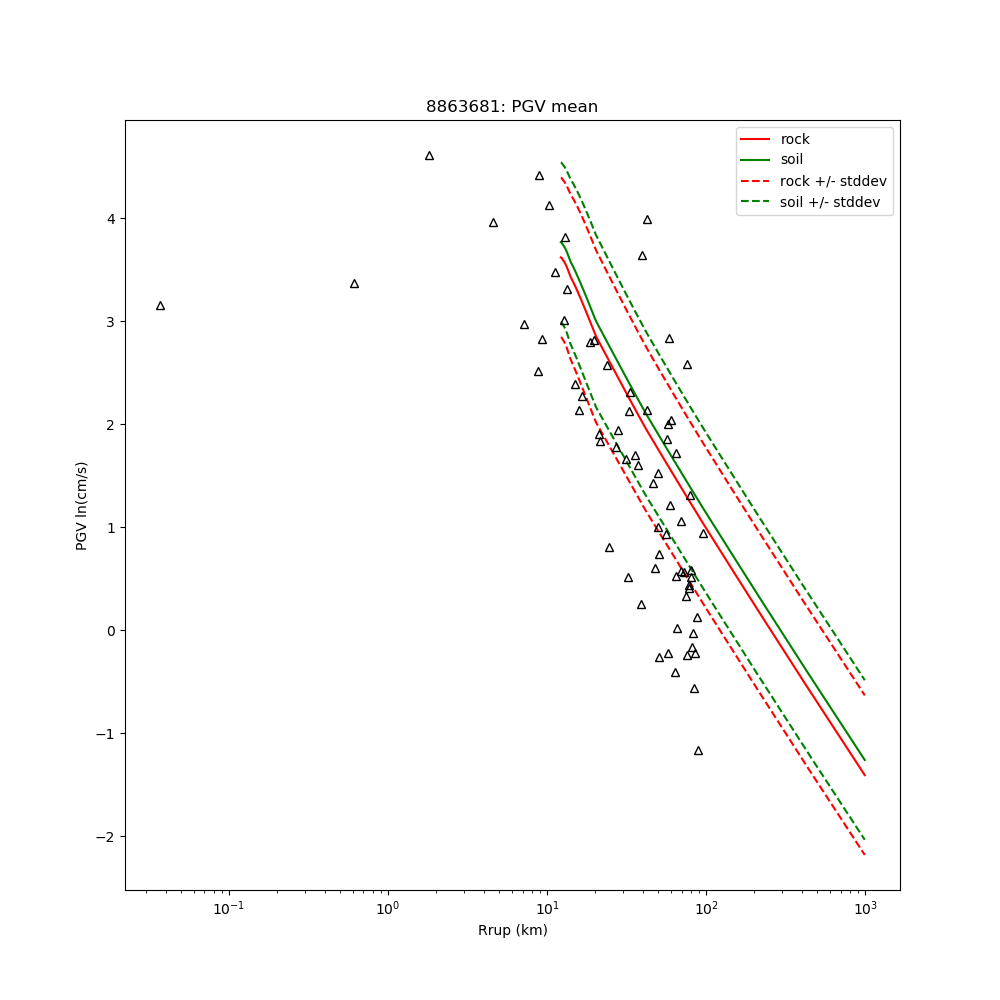 8863681: PGV mean
rock
soil
rock +/- stddev
soil +/- stddev
4
3
2
1
0
−1
−2
PGV ln(cm/s)
10⁻¹ 10⁰ 10¹ 10² 10³
Rrup (km)